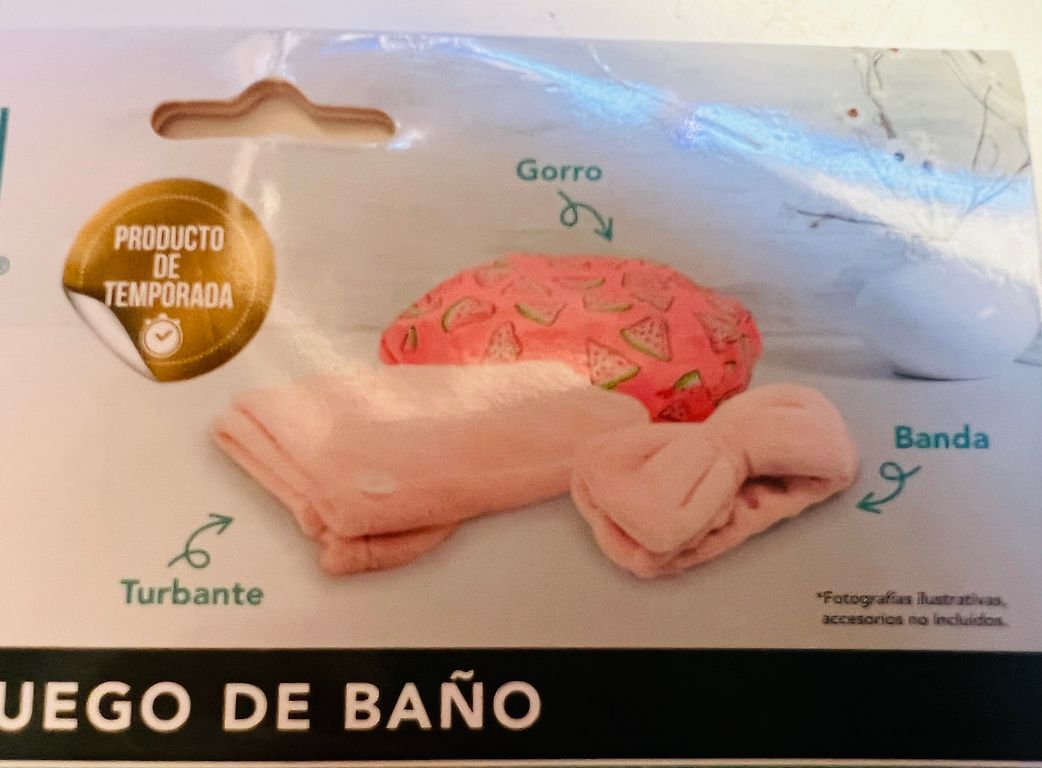 Gorro
PRODUCTO
DE
TEMPORADA
Banda
Turbante
*Fotografías ilustrativas,
accesorios no incluidos.
UEGO DE BAÑO